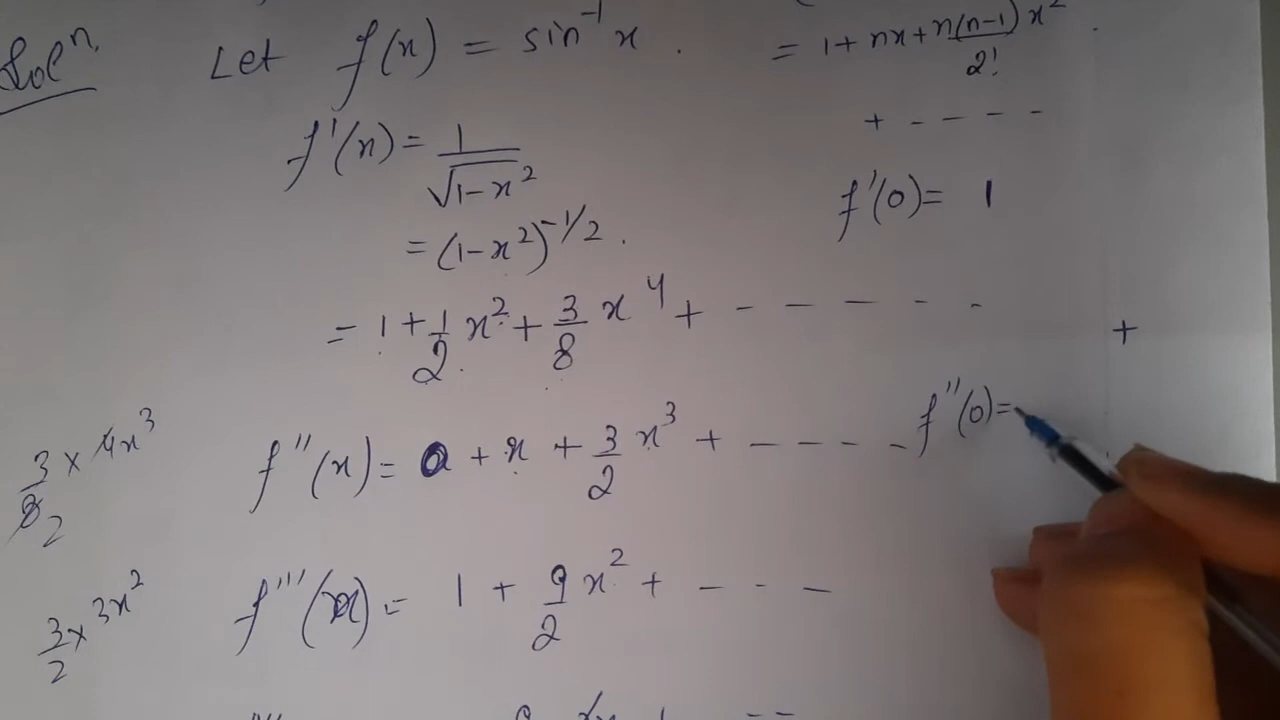 Solⁿ. Let f(x) = sin⁻¹ x .
= 1 + nx + n(n-1)/2! x² .
+ - - - -
f'(x) = 1/√(1-x²)
f'(0) = 1
= (1-x²)^(-1/2) .
= 1 + 1/2 x² + 3/8 x⁴ + - - - - -
+
3/8 × 4x³
2
f''(x) = 0 + x + 3/2 x³ + - - - -
f''(0) =
3/2 × 3x²
f'''(x) = 1 + 9/2 x² + - - -